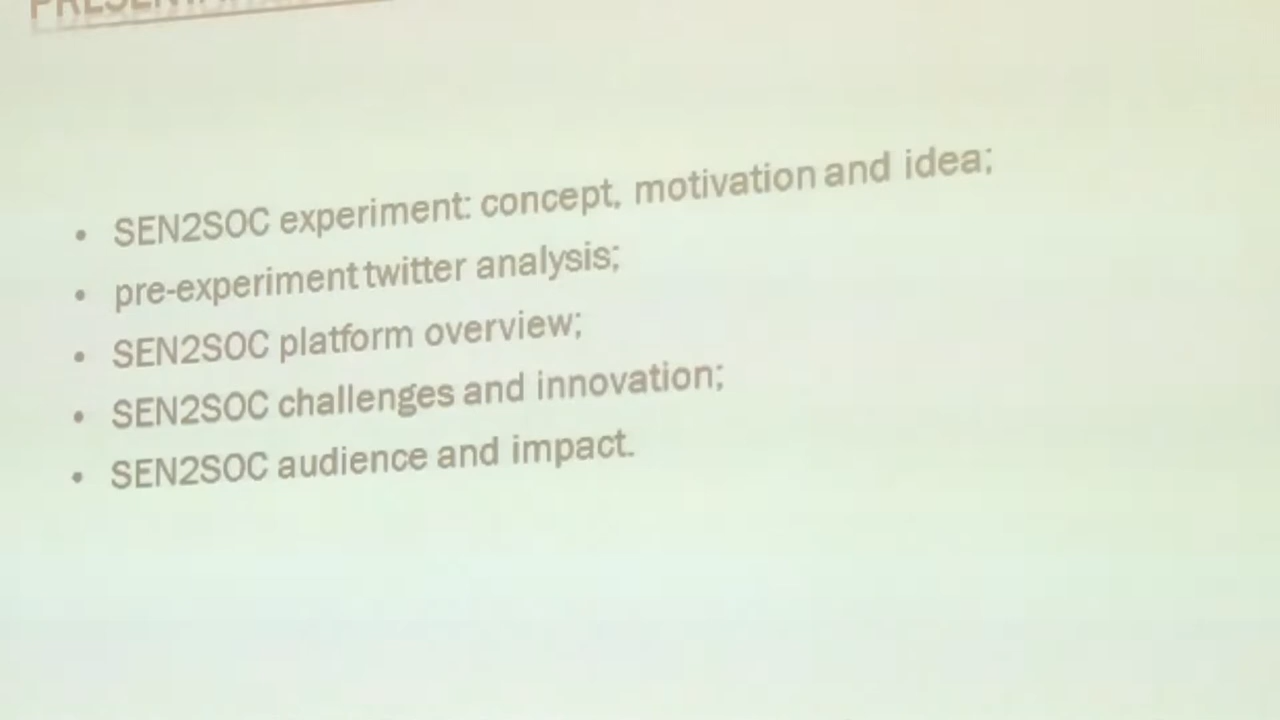 • SEN2SOC experiment: concept, motivation and idea;
• pre-experiment twitter analysis;
• SEN2SOC platform overview;
• SEN2SOC challenges and innovation;
• SEN2SOC audience and impact.